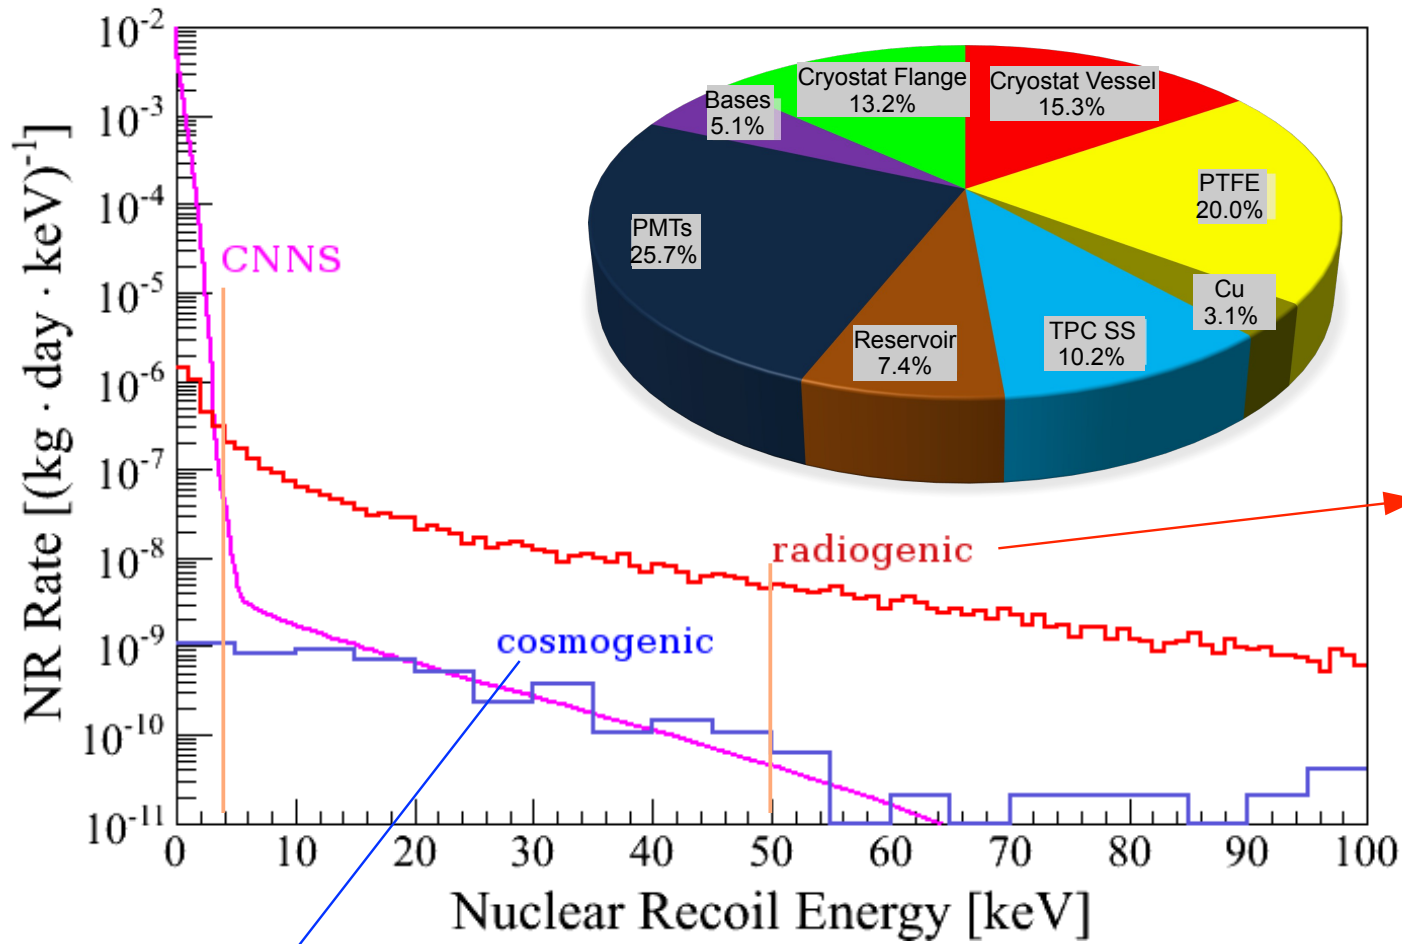 NR Rate [(kg · day · keV)⁻¹]
10⁻²
10⁻³
10⁻⁴
10⁻⁵
10⁻⁶
10⁻⁷
10⁻⁸
10⁻⁹
10⁻¹⁰
10⁻¹¹
CNNS
Bases
5.1%
Cryostat Flange
13.2%
Cryostat Vessel
15.3%
PTFE
20.0%
PMTs
25.7%
Cu
3.1%
Reservoir
7.4%
TPC SS
10.2%
radiogenic
cosmogenic
0 10 20 30 40 50 60 70 80 90 100
Nuclear Recoil Energy [keV]